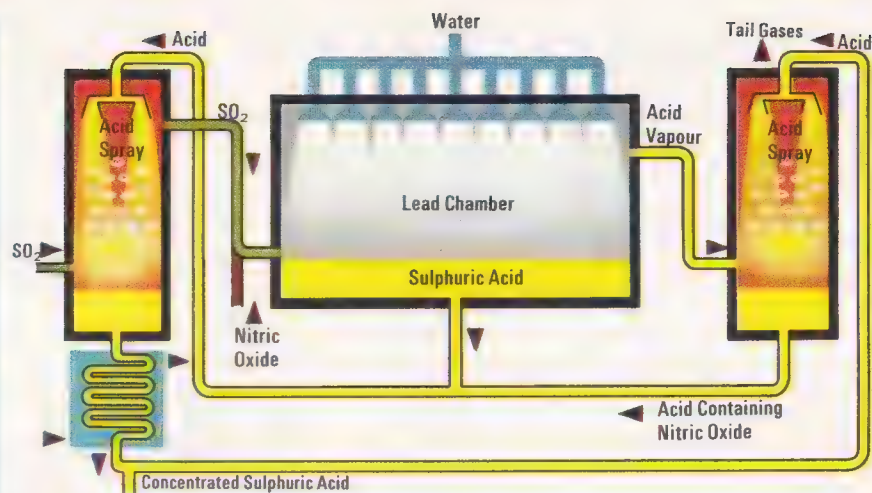 Water
Tail Gases
Acid
Acid
SO₂
Acid
Vapour
Acid
Spray
Acid
Spray
Lead Chamber
SO₂
Sulphuric Acid
Nitric
Oxide
Acid Containing
Nitric Oxide
Concentrated Sulphuric Acid